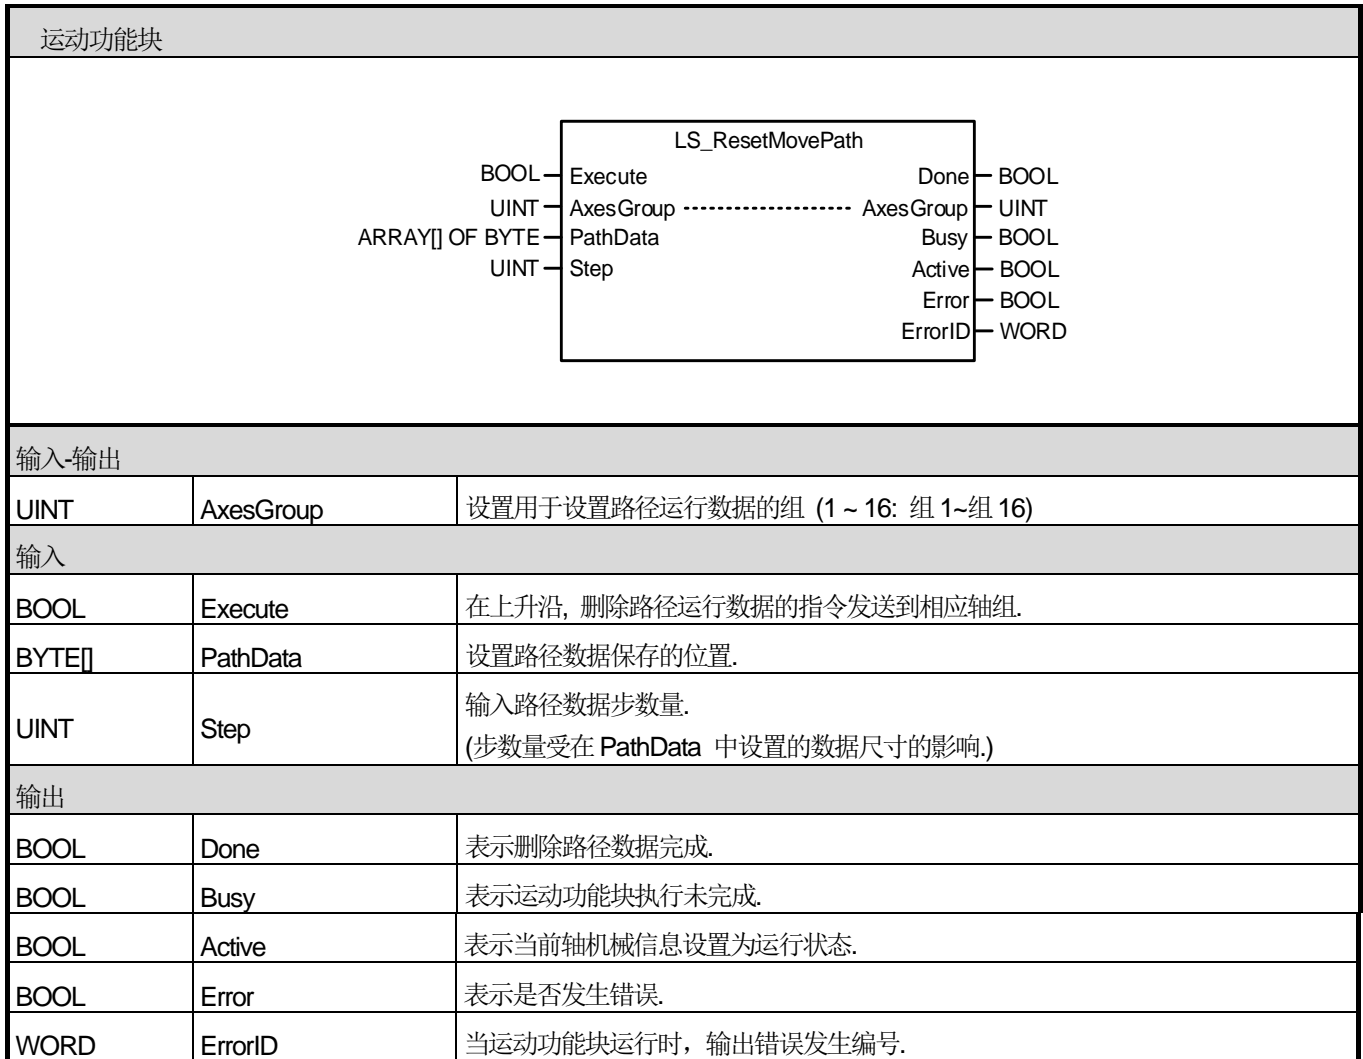 运动功能块
LS_ResetMovePath
BOOL Execute Done BOOL
UINT AxesGroup AxesGroup UINT
ARRAY[] OF BYTE PathData Busy BOOL
UINT Step Active BOOL
Error BOOL
ErrorID WORD
输入-输出
UINT AxesGroup 设置用于设置路径运行数据的组 (1 ~ 16: 组 1~组 16)
输入
BOOL Execute 在上升沿, 删除路径运行数据的指令发送到相应轴组.
BYTE[] PathData 设置路径数据保存的位置.
UINT Step 输入路径数据步数量.
(步数量受在 PathData 中设置的数据尺寸的影响.)
输出
BOOL Done 表示删除路径数据完成.
BOOL Busy 表示运动功能块执行未完成.
BOOL Active 表示当前轴机械信息设置为运行状态.
BOOL Error 表示是否发生错误.
WORD ErrorID 当运动功能块运行时，输出错误发生编号.